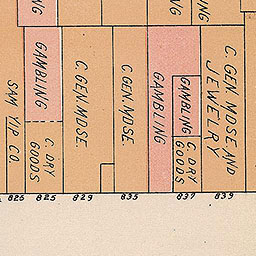 NG
NG
NG
GAMBLING
C. GEN. MDSE.
C. GEN. MDSE.
GAMBLING
GAMBLING
C. GEN. MDSE. AND
JEWELRY
SAM YIP CO.
C. DRY
GOODS
C. DRY
GOODS
825 825 829 835 837 839